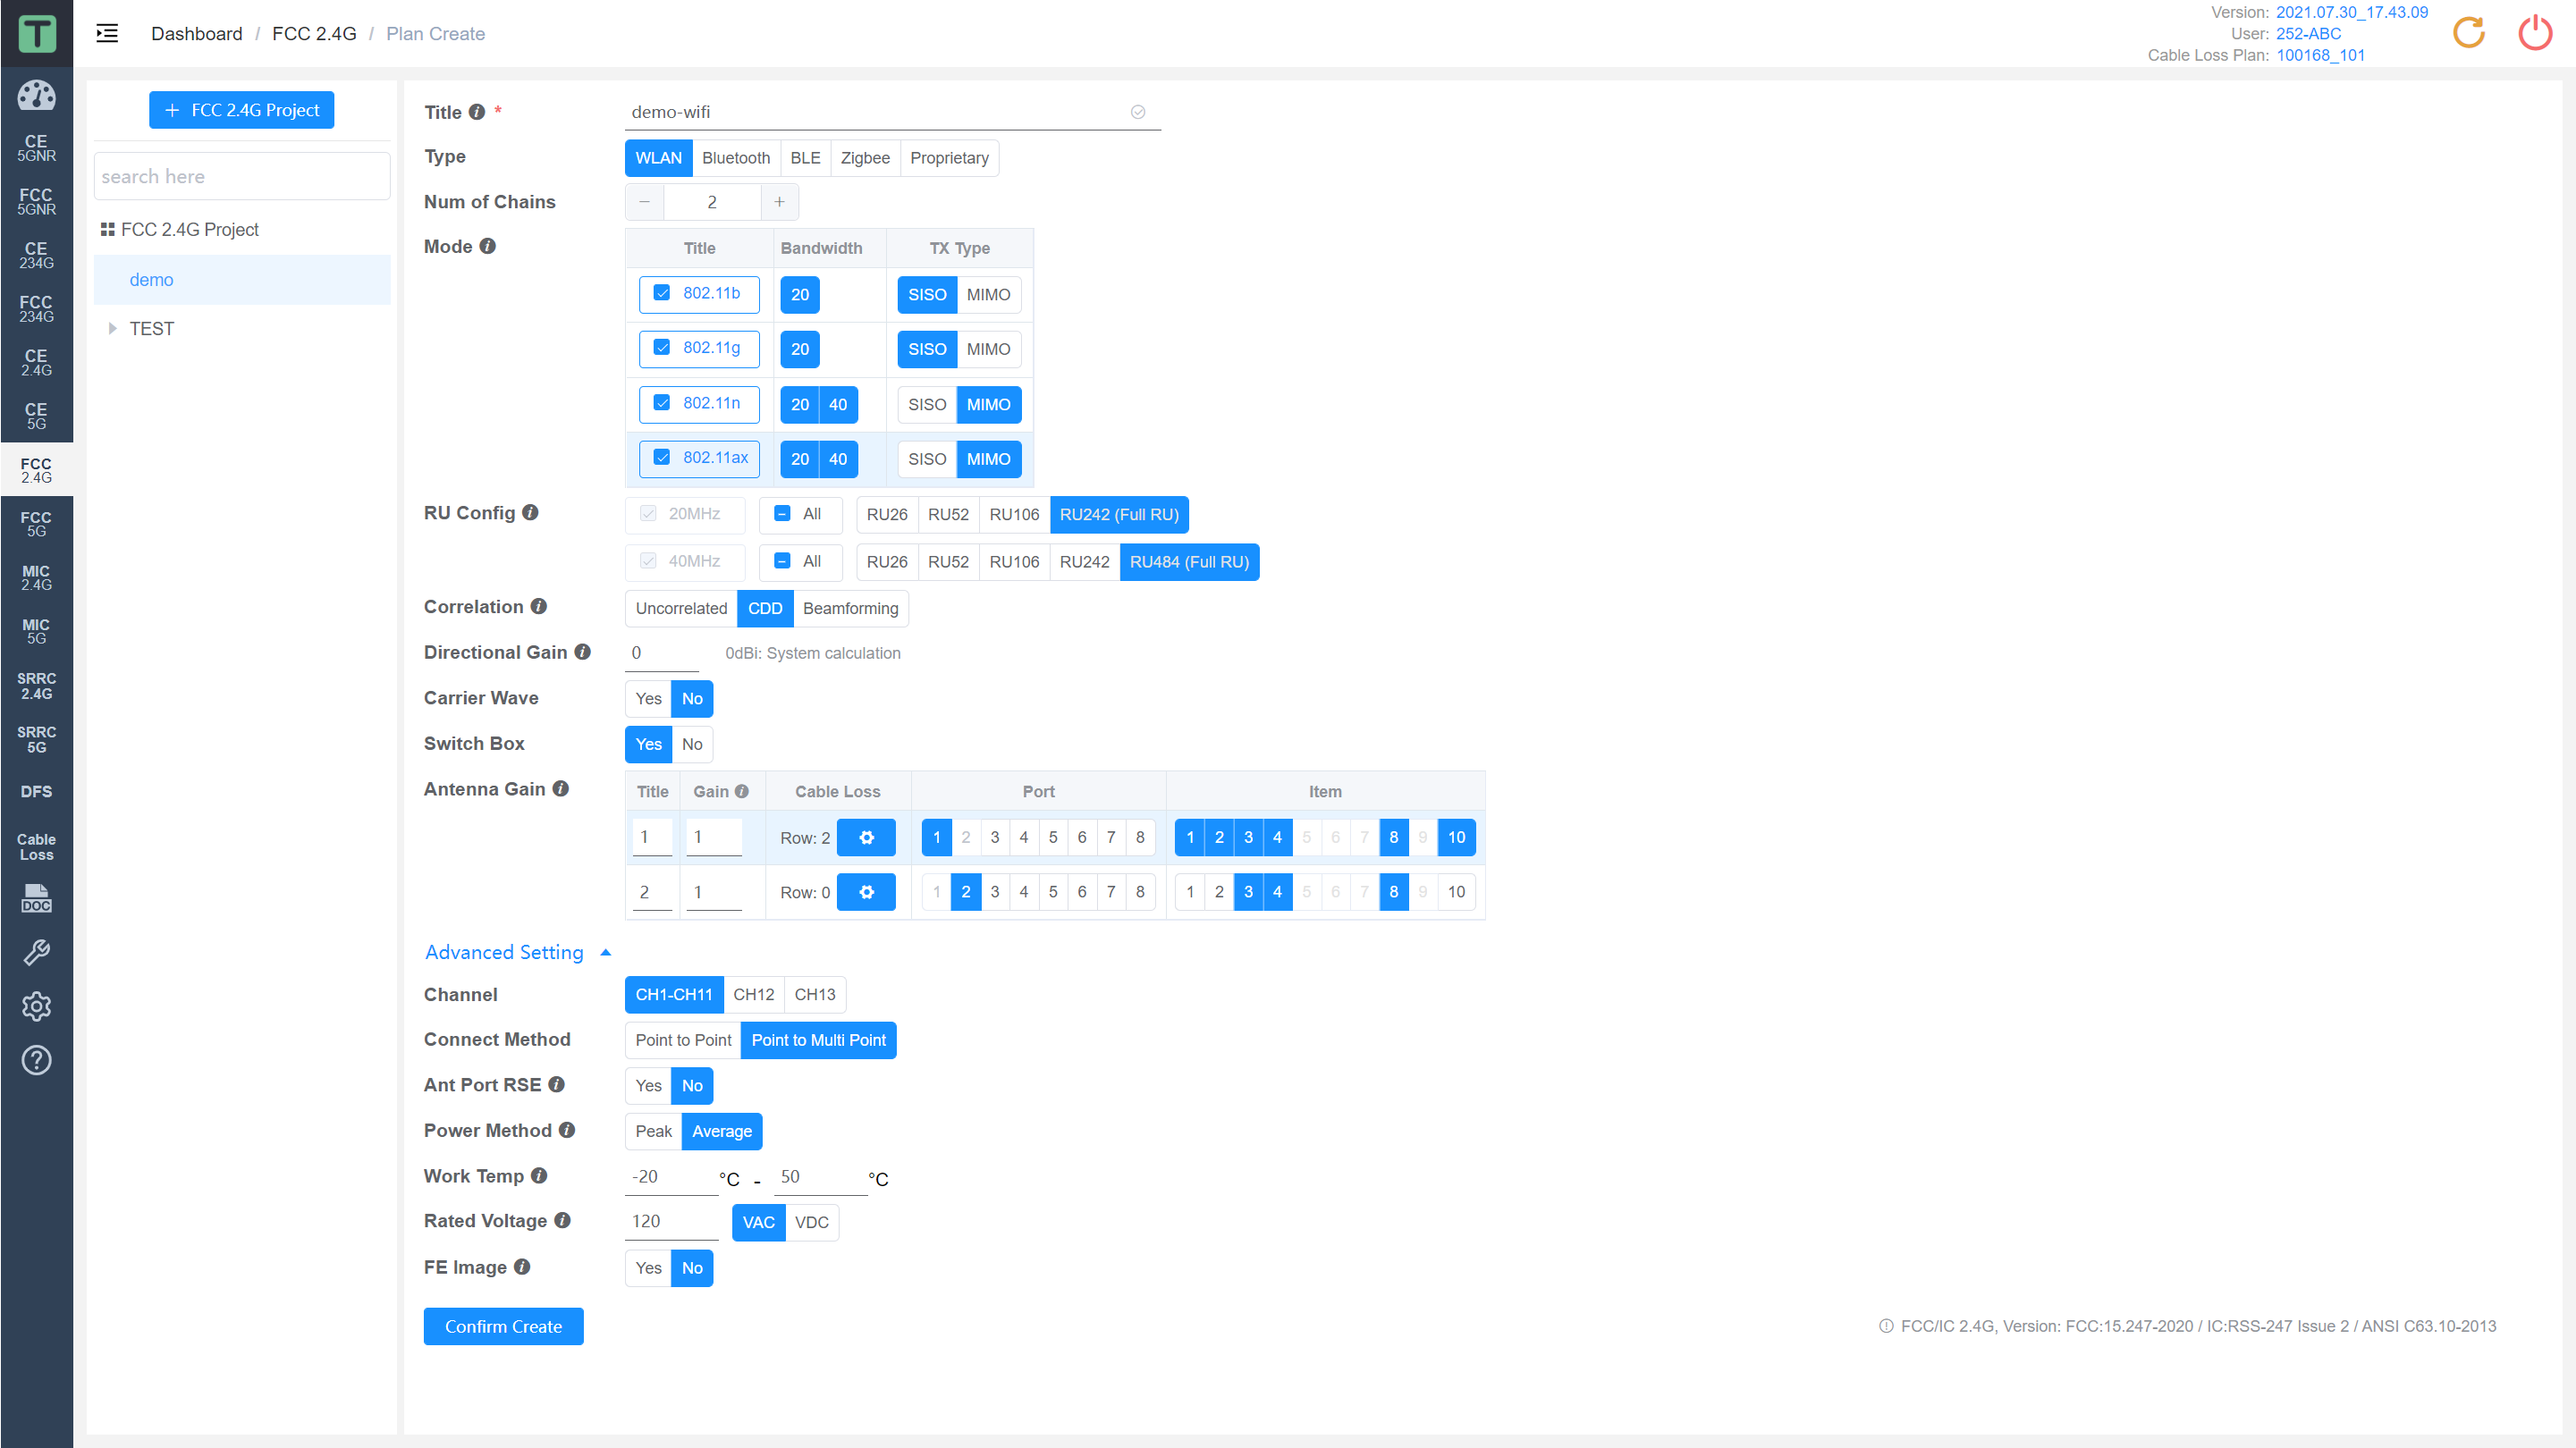 T
Dashboard / FCC 2.4G / Plan Create
Version: 2021.07.30_17.43.09
User: 252-ABC
Cable Loss Plan: 100168_101
CE
5GNR
FCC
5GNR
CE
234G
FCC
234G
CE
2.4G
CE
5G
FCC
2.4G
FCC
5G
MIC
2.4G
MIC
5G
SRRC
2.4G
SRRC
5G
DFS
Cable
Loss
DOC
+ FCC 2.4G Project
search here
FCC 2.4G Project
demo
TEST
Title * demo-wifi
Type WLAN Bluetooth BLE Zigbee Proprietary
Num of Chains − 2 +
Mode Title Bandwidth TX Type
802.11b 20 SISO MIMO
802.11g 20 SISO MIMO
802.11n 20 40 SISO MIMO
802.11ax 20 40 SISO MIMO
RU Config 20MHz All RU26 RU52 RU106 RU242 (Full RU)
40MHz All RU26 RU52 RU106 RU242 RU484 (Full RU)
Correlation Uncorrelated CDD Beamforming
Directional Gain 0 0dBi: System calculation
Carrier Wave Yes No
Switch Box Yes No
Antenna Gain Title Gain Cable Loss Port Item
1 1 Row: 2 1 2 3 4 5 6 7 8 1 2 3 4 5 6 7 8 9 10
2 1 Row: 0 1 2 3 4 5 6 7 8 1 2 3 4 5 6 7 8 9 10
Advanced Setting
Channel CH1-CH11 CH12 CH13
Connect Method Point to Point Point to Multi Point
Ant Port RSE Yes No
Power Method Peak Average
Work Temp -20 °C - 50 °C
Rated Voltage 120 VAC VDC
FE Image Yes No
Confirm Create
FCC/IC 2.4G, Version: FCC:15.247-2020 / IC:RSS-247 Issue 2 / ANSI C63.10-2013